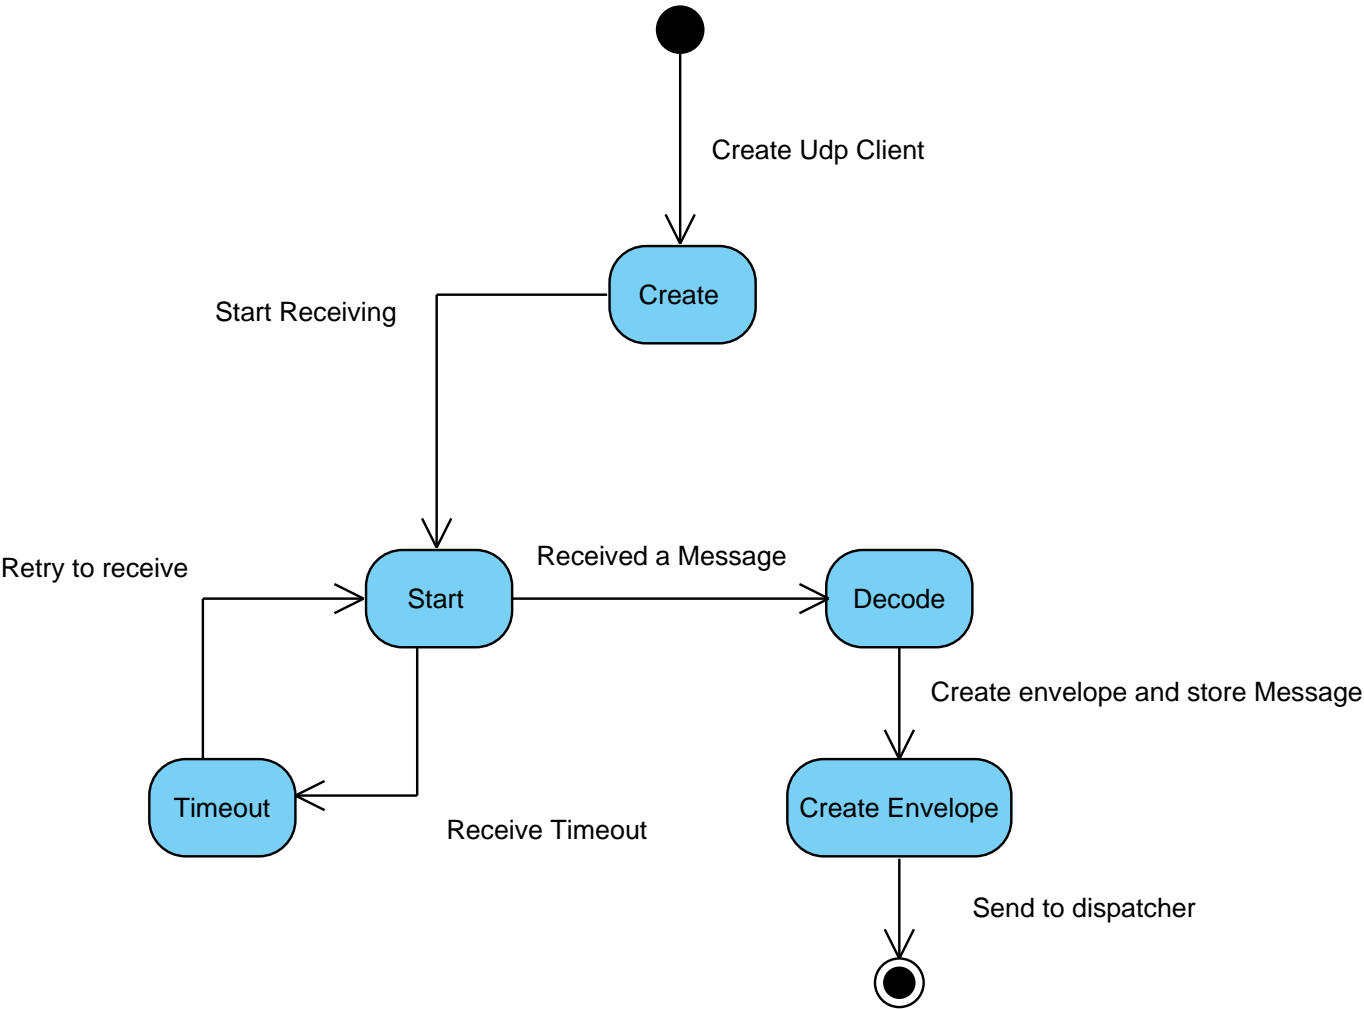 Create Udp Client
Create
Start Receiving
Retry to receive
Start
Received a Message
Decode
Create envelope and store Message
Timeout
Receive Timeout
Create Envelope
Send to dispatcher